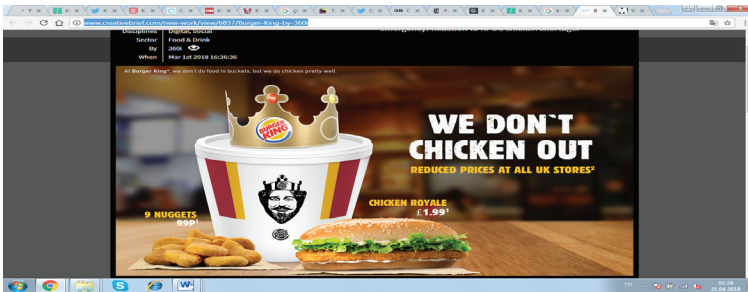 www.creativebrief.com/new-work/view/6837/Burger-King-by-360i
Disciplines Digital, Social
Sector Food & Drink
By 360i
When Mar 1st 2018 16:36:36
At Burger King®, we don't do food in buckets, but we do chicken pretty well.
BURGER
KING
WE DON`T
CHICKEN OUT
REDUCED PRICES AT ALL UK STORES²
9 NUGGETS
99P¹
CHICKEN ROYALE
£1.99¹
TR
01:24
21.04.2018